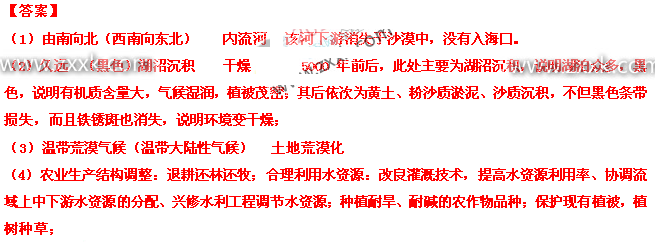 【答案】
(1) 由南向北(西南向东北)  内流河  该河下游消失于沙漠中,没有入海口。
(2) 久远 (黑色)湖沼沉积  干燥  500 年前后,此处主要为湖沼沉积,说明湖泊众多,黑
色,说明有机质含量大,气候湿润,植被茂密;其后依次为黄土、粉沙质淤泥、沙质沉积,不但黑色条带
损失,而且铁锈斑也消失,说明环境变干燥;
(3) 温带荒漠气候(温带大陆性气候)  土地荒漠化
(4) 农业生产结构调整:退耕还林还牧;合理利用水资源:改良灌溉技术,提高水资源利用率、协调流
域上中下游水资源的分配、兴修水利工程调节水资源;种植耐旱、耐碱的农作物品种;保护现有植被,植
树种草;